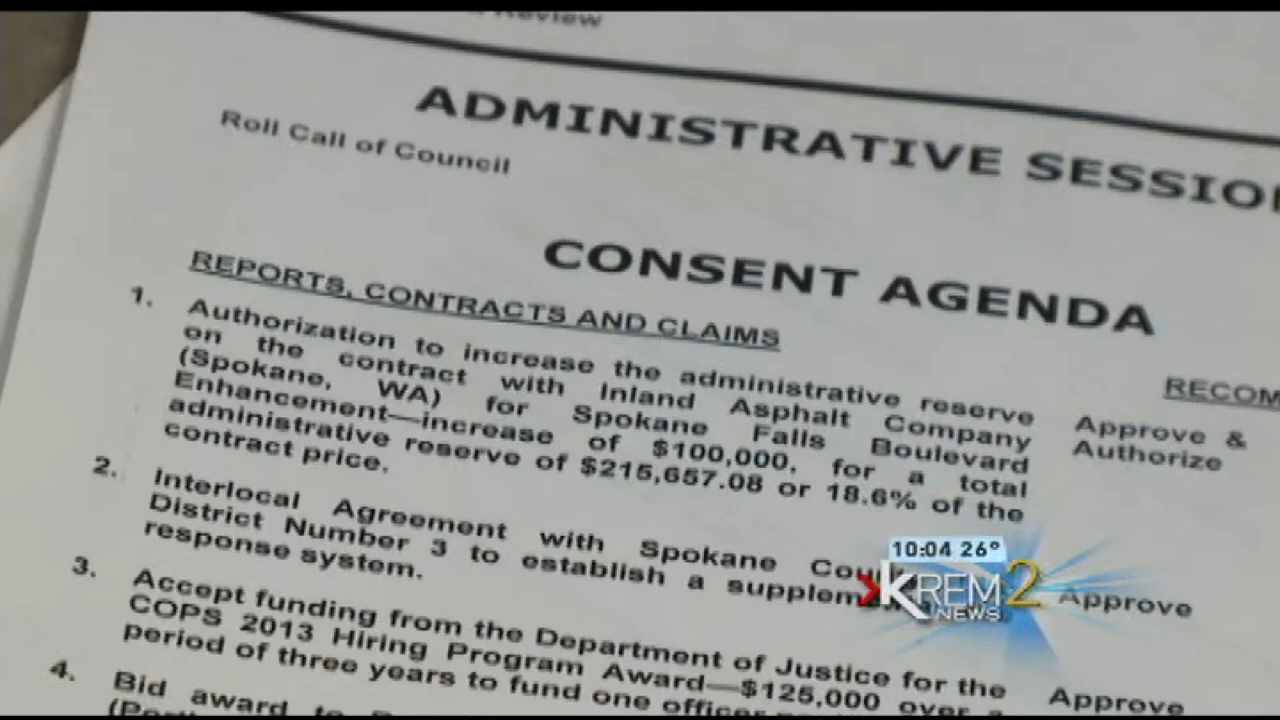 Review
ADMINISTRATIVE SESSION
Roll Call of Council
CONSENT AGENDA
REPORTS, CONTRACTS AND CLAIMS
RECOM
1. Authorization to increase the administrative reserve
on the contract with Inland Asphalt Company
(Spokane, WA) for Spokane Falls Boulevard
Enhancement—increase of $100,000, for a total
administrative reserve of $215,657.08 or 18.6% of the
contract price.
Approve &
Authorize
2. Interlocal Agreement with Spokane
District Number 3 to establish a
response system.
Approve
3. Accept funding from the Department of Justice for the
COPS 2013 Hiring Program Award—$125,000 over a
period of three years to fund one officer
Approve
4. Bid award to
10:04 26°
KREM 2
NEWS